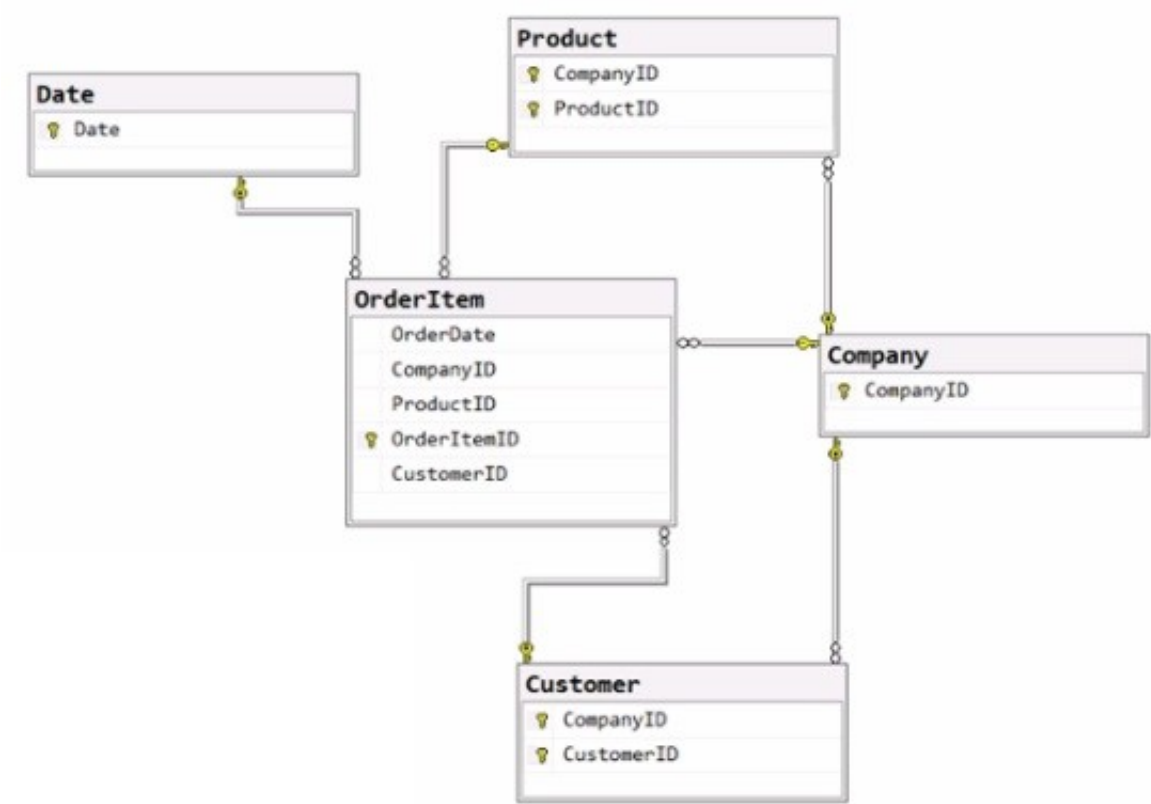 Product
CompanyID
ProductID
Date
Date
OrderItem
OrderDate
CompanyID
ProductID
OrderItemID
CustomerID
Company
CompanyID
Customer
CompanyID
CustomerID